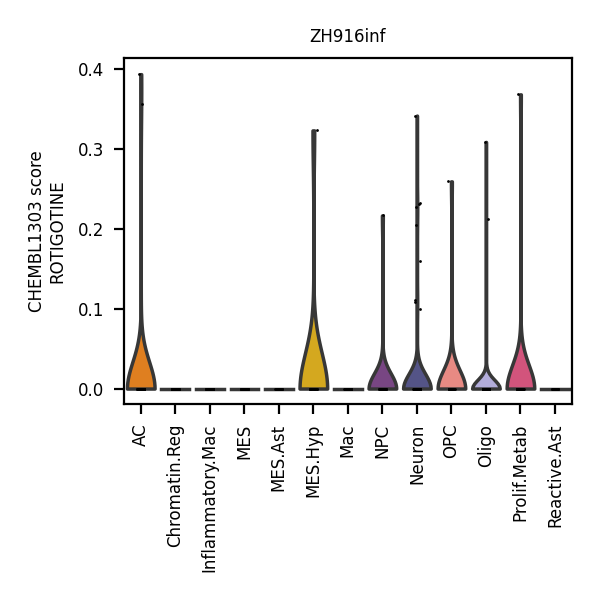 ZH916inf
CHEMBL1303 score
ROTIGOTINE
0.4
0.3
0.2
0.1
0.0
AC
Chromatin.Reg
Inflammatory.Mac
MES
MES.Ast
MES.Hyp
Mac
NPC
Neuron
OPC
Oligo
Prolif.Metab
Reactive.Ast